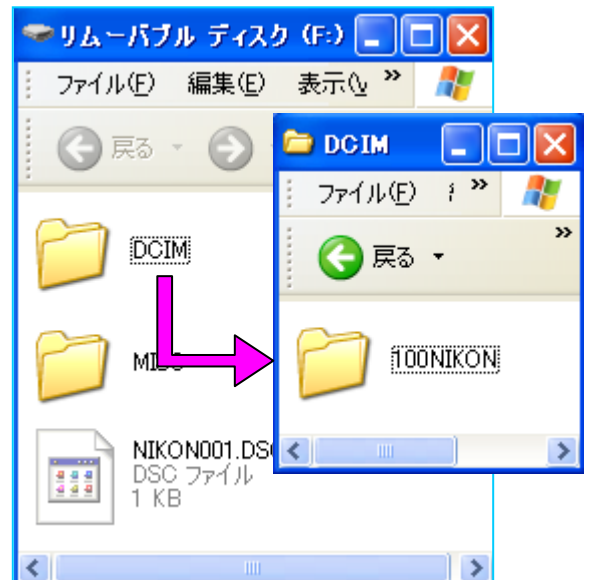 リムーバブル ディスク (F:)
ファイル(F) 編集(E) 表示(V »
戻る
DCIM
NIKON001.DS
DSC ファイル
1 KB
DCIM
ファイル(F) »
戻る »
100NIKON